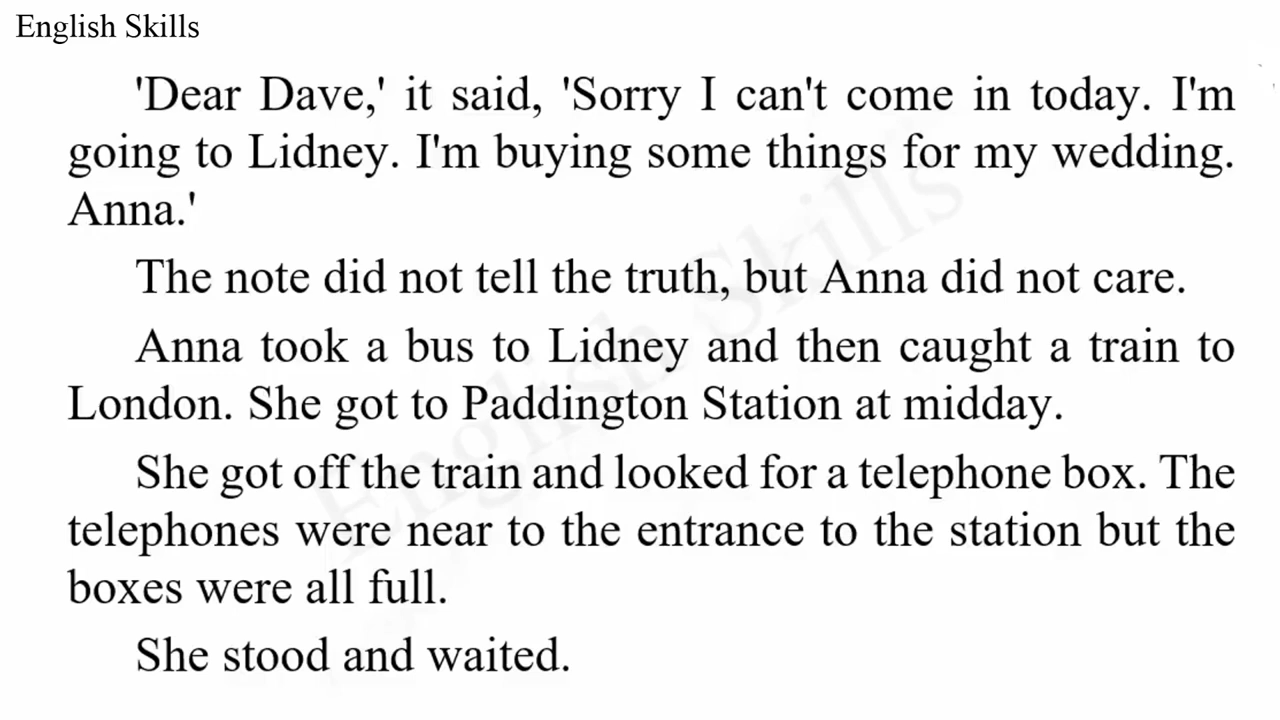 English Skills
'Dear Dave,' it said, 'Sorry I can't come in today. I'm
going to Lidney. I'm buying some things for my wedding.
Anna.'
The note did not tell the truth, but Anna did not care.
Anna took a bus to Lidney and then caught a train to
London. She got to Paddington Station at midday.
She got off the train and looked for a telephone box. The
telephones were near to the entrance to the station but the
boxes were all full.
She stood and waited.
English Skills